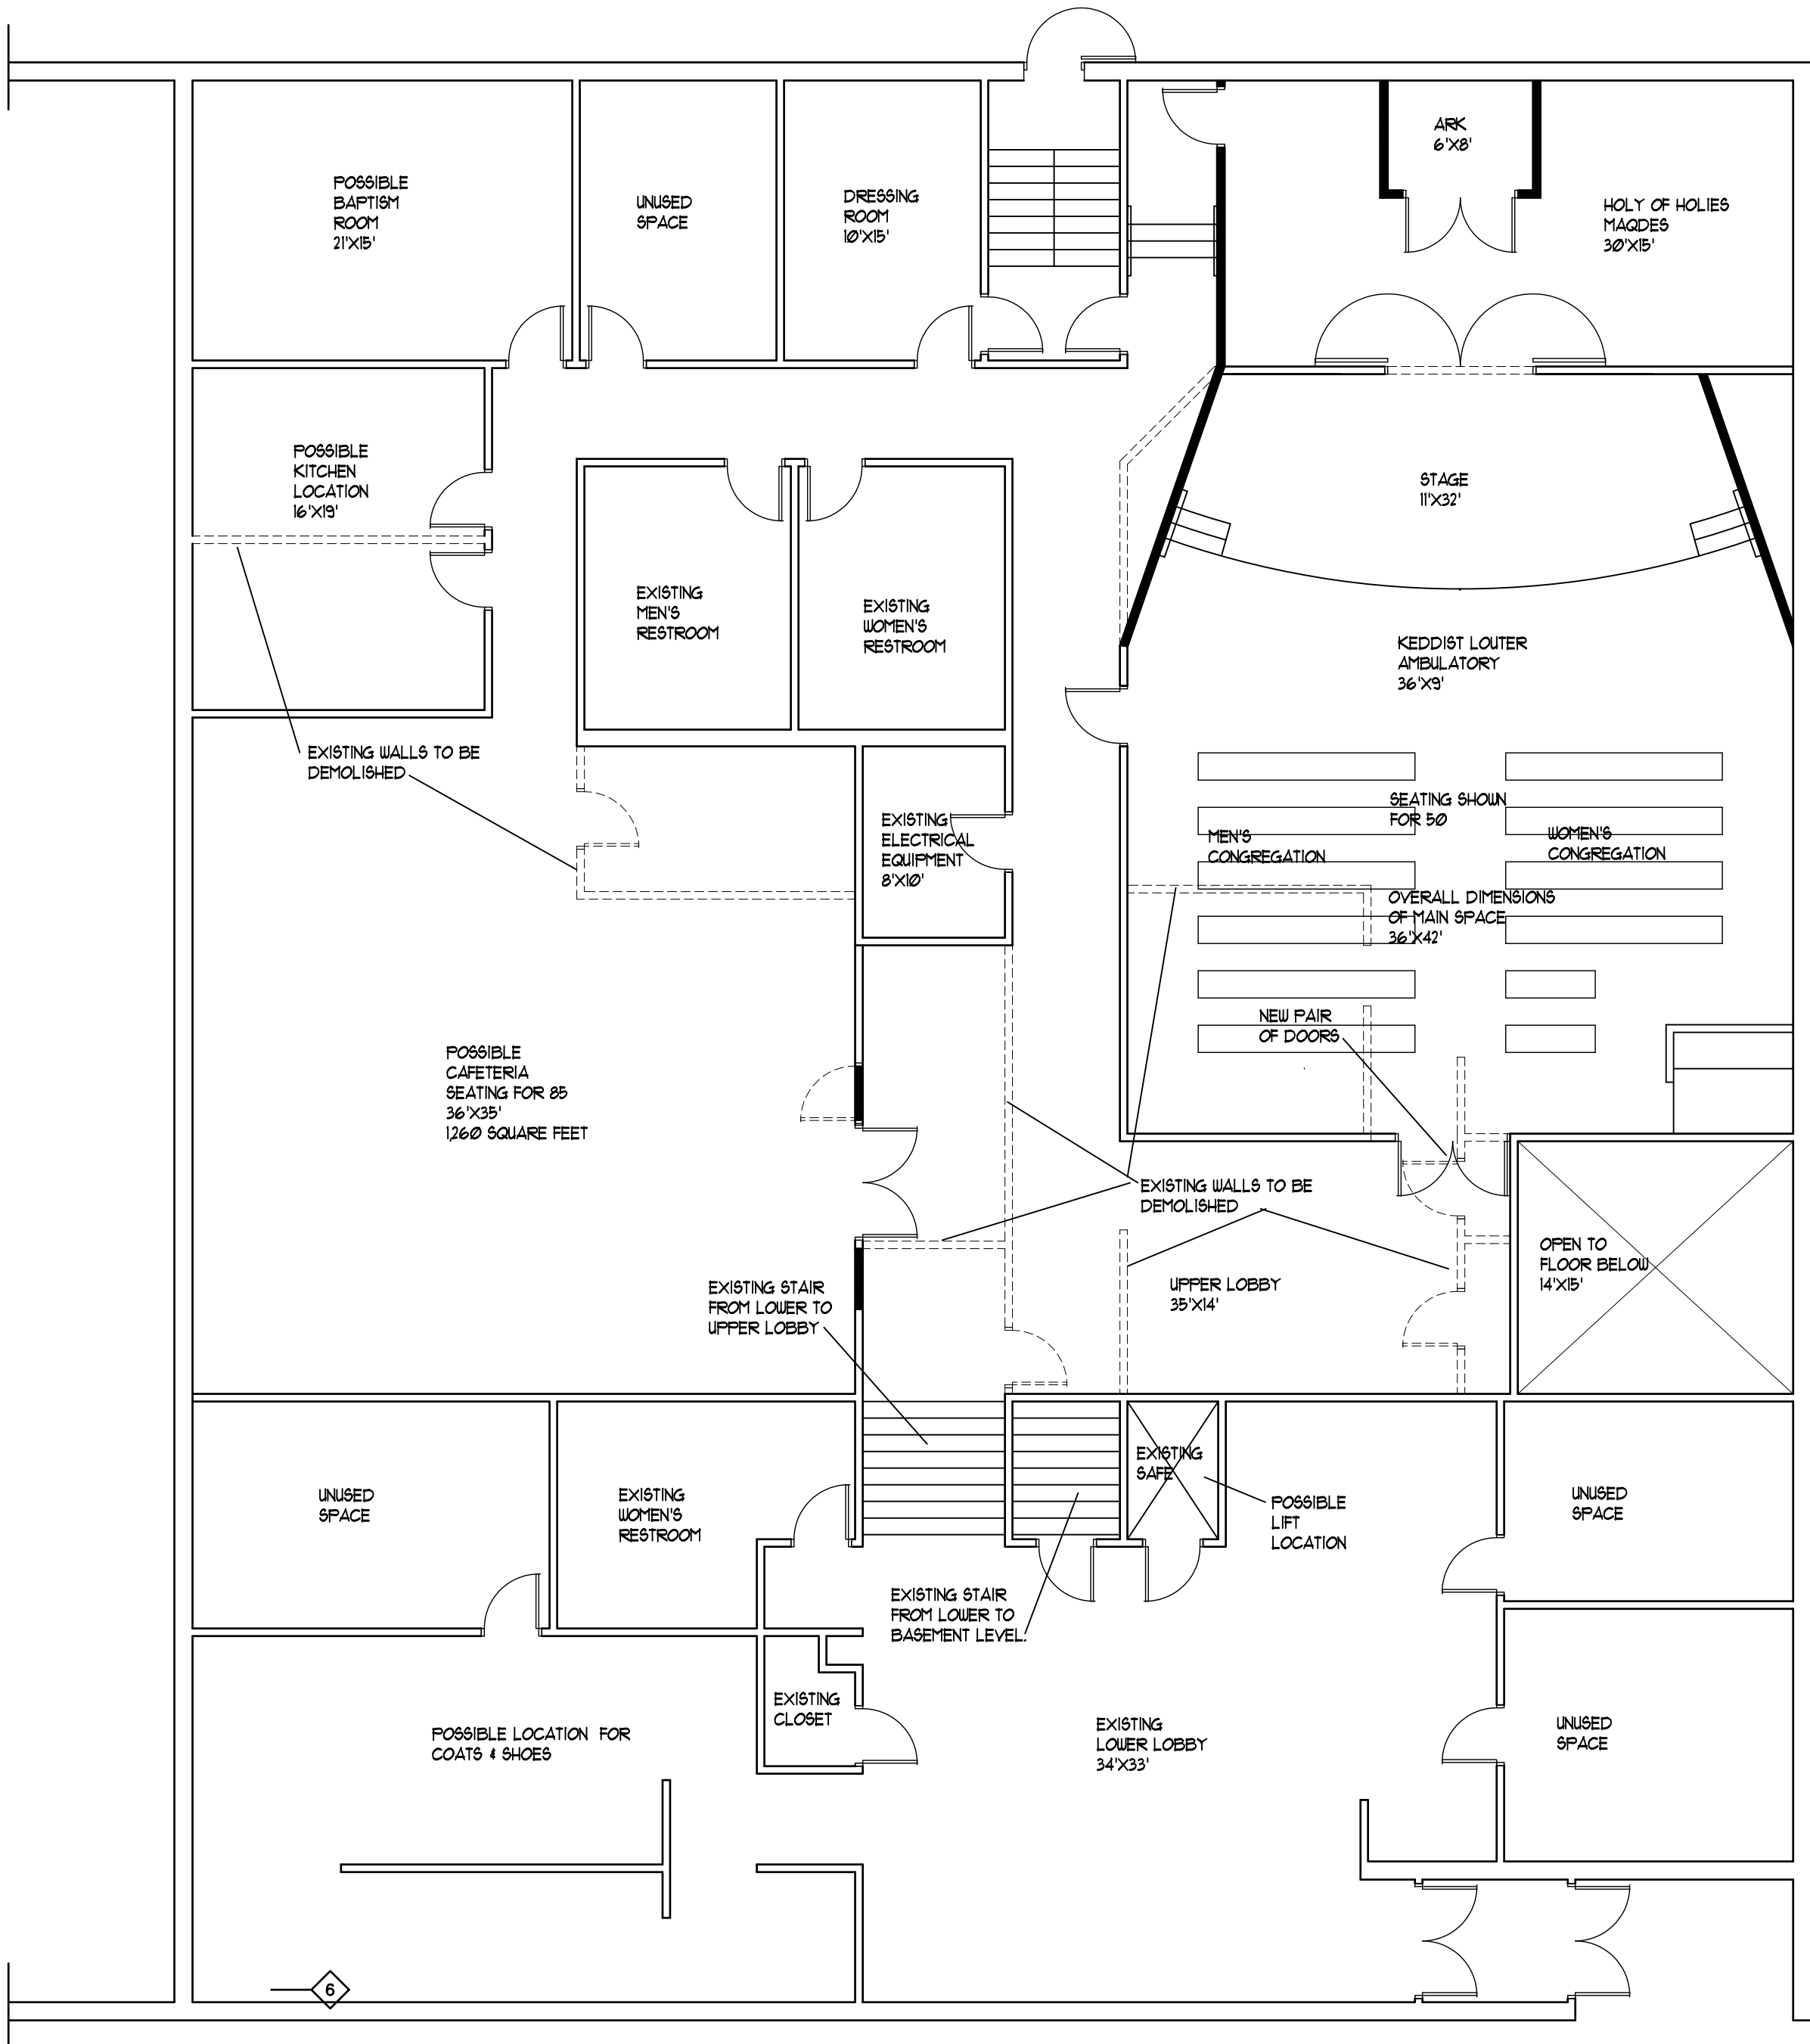 ARK
6'X8'
POSSIBLE
BAPTISM
ROOM
21'X15'
UNUSED
SPACE
DRESSING
ROOM
10'X15'
HOLY OF HOLIES
MAQDES
30'X15'
POSSIBLE
KITCHEN
LOCATION
16'X19'
STAGE
11'X32'
EXISTING
MEN'S
RESTROOM
EXISTING
WOMEN'S
RESTROOM
KEDDIST LOUTER
AMBULATORY
36'X9'
EXISTING WALLS TO BE
DEMOLISHED
SEATING SHOWN
FOR 50
EXISTING
ELECTRICAL
EQUIPMENT
8'X10'
MEN'S
CONGREGATION
WOMEN'S
CONGREGATION
OVERALL DIMENSIONS
OF MAIN SPACE
36'X42'
NEW PAIR
OF DOORS
POSSIBLE
CAFETERIA
SEATING FOR 85
36'X35'
1,260 SQUARE FEET
EXISTING WALLS TO BE
DEMOLISHED
OPEN TO
FLOOR BELOW
14'X15'
UPPER LOBBY
35'X14'
EXISTING STAIR
FROM LOWER TO
UPPER LOBBY
EXISTING
SAFE
UNUSED
SPACE
EXISTING
WOMEN'S
RESTROOM
POSSIBLE
LIFT
LOCATION
UNUSED
SPACE
EXISTING STAIR
FROM LOWER TO
BASEMENT LEVEL.
EXISTING
CLOSET
POSSIBLE LOCATION FOR
COATS & SHOES
EXISTING
LOWER LOBBY
34'X33'
UNUSED
SPACE
6